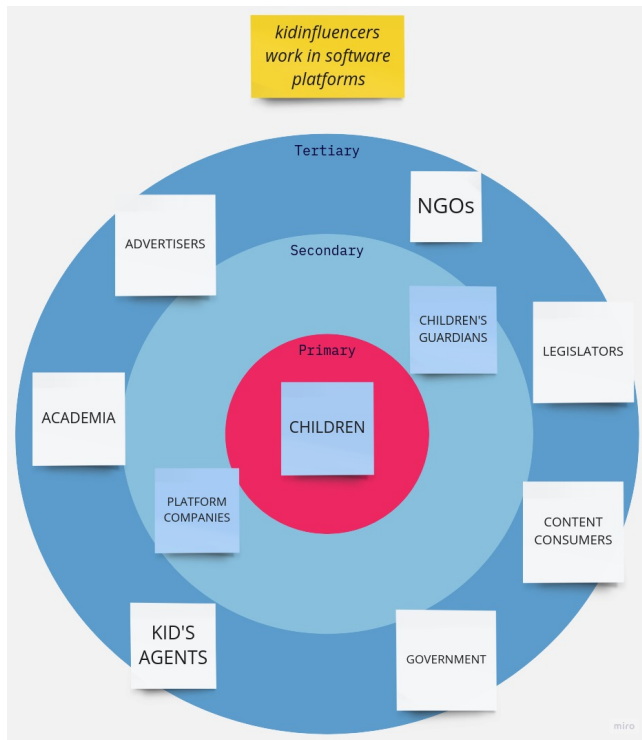 kidinfluencers
work in software
platforms
Tertiary
NGOs
ADVERTISERS
Secondary
CHILDREN'S
GUARDIANS
LEGISLATORS
Primary
ACADEMIA
CHILDREN
PLATFORM
COMPANIES
CONTENT
CONSUMERS
KID'S
AGENTS
GOVERNMENT
miro